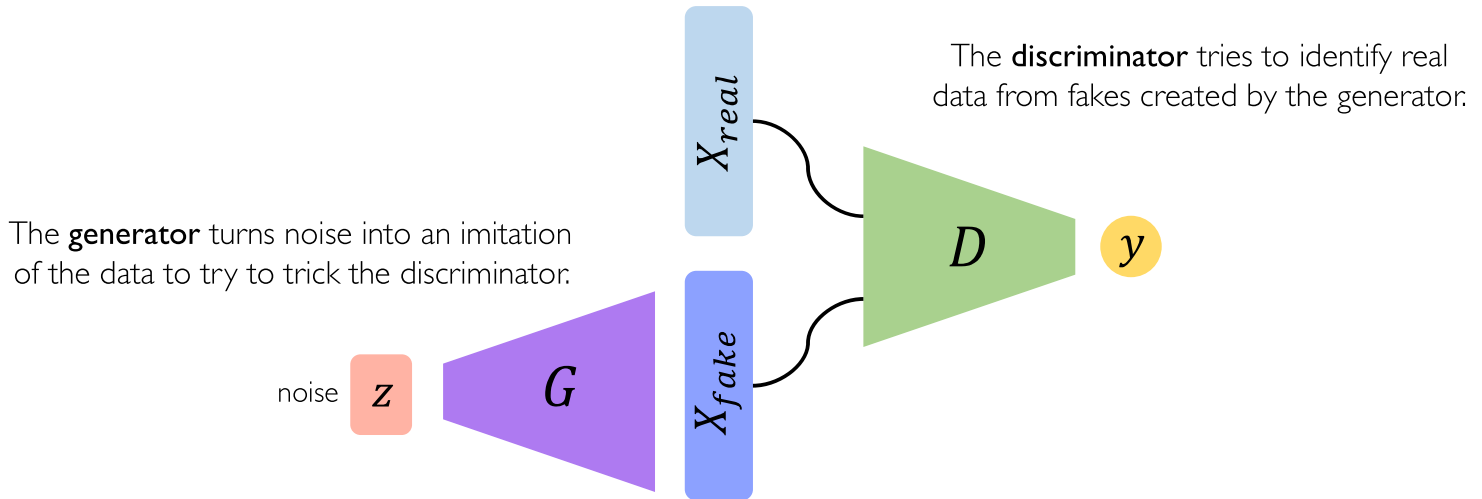 The discriminator tries to identify real
data from fakes created by the generator.
X_real
The generator turns noise into an imitation
of the data to try to trick the discriminator.
D
y
noise
z
G
X_fake